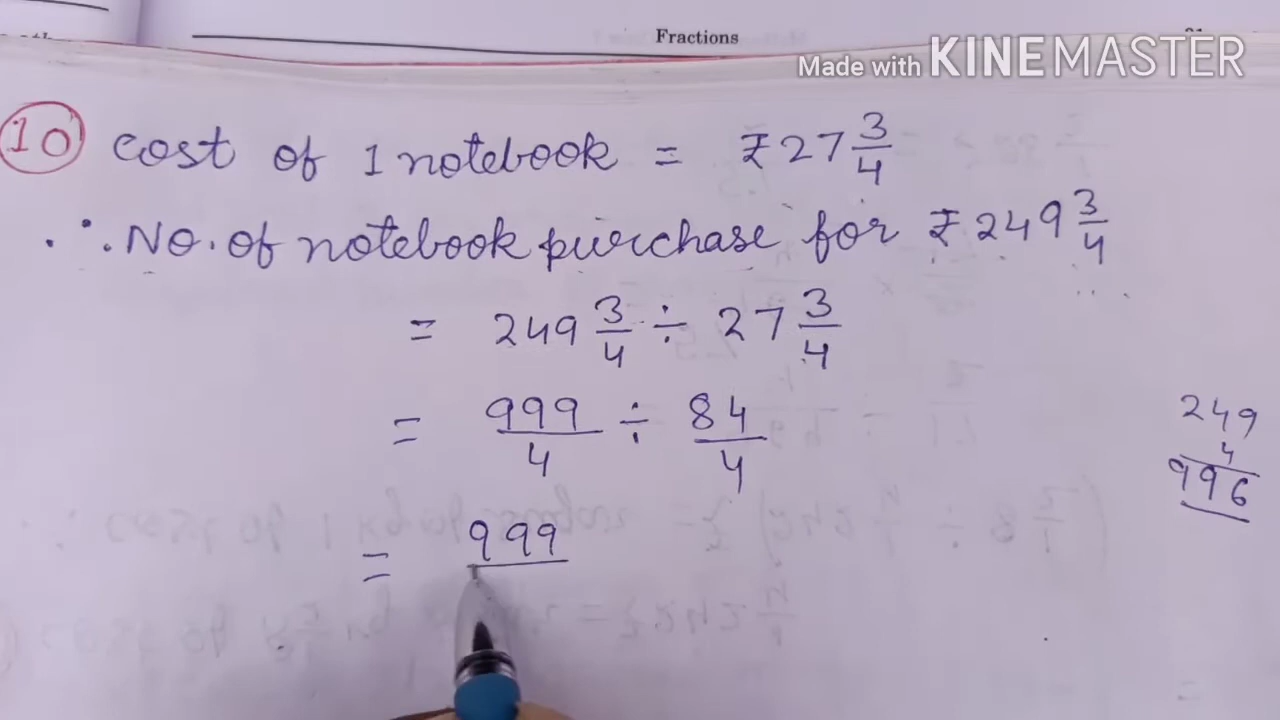 Fractions
Made with KINEMASTER
10 cost of 1 notebook = ₹27 3/4
∴ No. of notebook purchase for ₹249 3/4
= 249 3/4 ÷ 27 3/4
= 999/4 ÷ 84/4
249
4
996
= 999